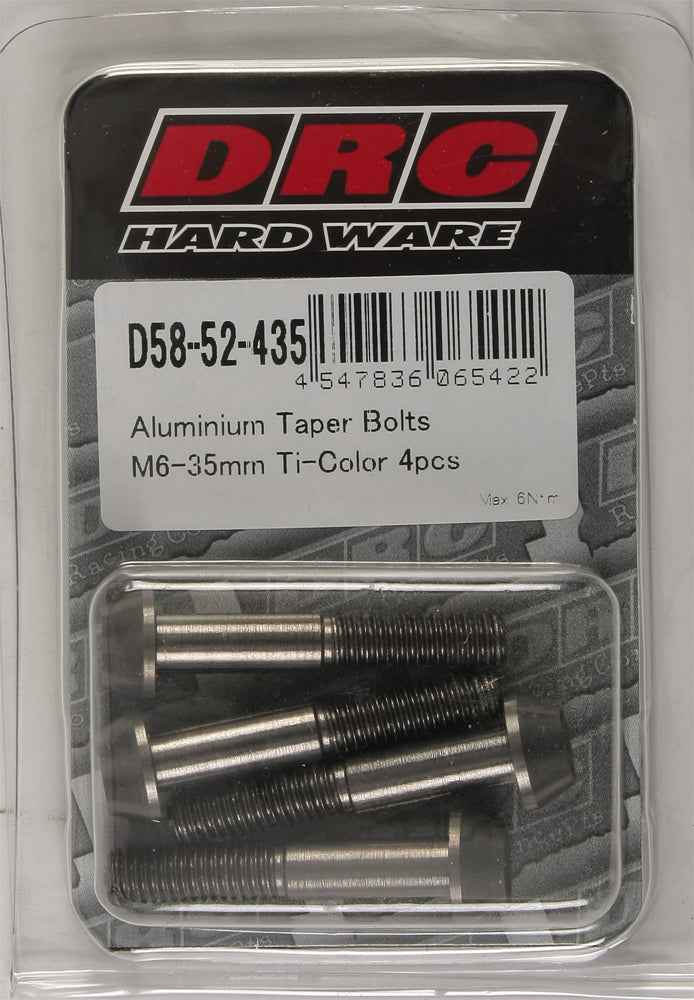 DRC
HARD WARE
D58-52-435
4 547836 065422
Aluminium Taper Bolts
M6-35mm Ti-Color 4pcs
Max 6N·m